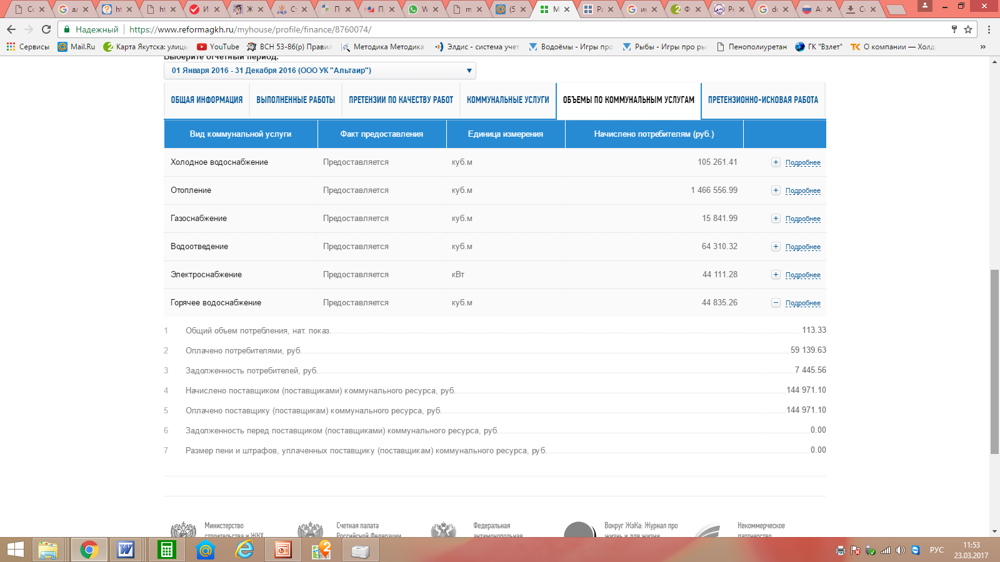 Надежный https://www.reformagkh.ru/myhouse/profile/finance/8760074/
Сервисы Mail.Ru Карта Якутска: улицы YouTube ВСН 53-86(р) Правил Методика Методика Элдис - система учет Водоёмы - Игры про Рыбы - Игры про ры Пенополиуретан ГК "Взлет" О компании — Холд »
Выберите отчетный период:
01 Января 2016 - 31 Декабря 2016 (ООО УК "Альтаир")
ОБЩАЯ ИНФОРМАЦИЯ ВЫПОЛНЕННЫЕ РАБОТЫ ПРЕТЕНЗИИ ПО КАЧЕСТВУ РАБОТ КОММУНАЛЬНЫЕ УСЛУГИ ОБЪЕМЫ ПО КОММУНАЛЬНЫМ УСЛУГАМ ПРЕТЕНЗИОННО-ИСКОВАЯ РАБОТА
Вид коммунальной услуги Факт предоставления Единица измерения Начислено потребителям (руб.)
Холодное водоснабжение Предоставляется куб.м 105 261.41 Подробнее
Отопление Предоставляется куб.м 1 466 556.99 Подробнее
Газоснабжение Предоставляется куб.м 15 841.99 Подробнее
Водоотведение Предоставляется куб.м 64 310.32 Подробнее
Электроснабжение Предоставляется кВт 44 111.28 Подробнее
Горячее водоснабжение Предоставляется куб.м 44 835.26 Подробнее
1 Общий объем потребления, нат. показ. 113.33
2 Оплачено потребителями, руб. 59 139.63
3 Задолженность потребителей, руб. 7 445.56
4 Начислено поставщиком (поставщиками) коммунального ресурса, руб. 144 971.10
5 Оплачено поставщику (поставщикам) коммунального ресурса, руб. 144 971.10
6 Задолженность перед поставщиком (поставщиками) коммунального ресурса, руб. 0.00
7 Размер пени и штрафов, уплаченных поставщику (поставщикам) коммунального ресурса, руб. 0.00
Министерство Счетная палата Федеральная Вокруг ЖэКа: Журнал про Некоммерческое
строительства и ЖКХ Российской Федерации антимонопольная жизнь и для жизни партнерство
РУС 11:53
23.03.2017